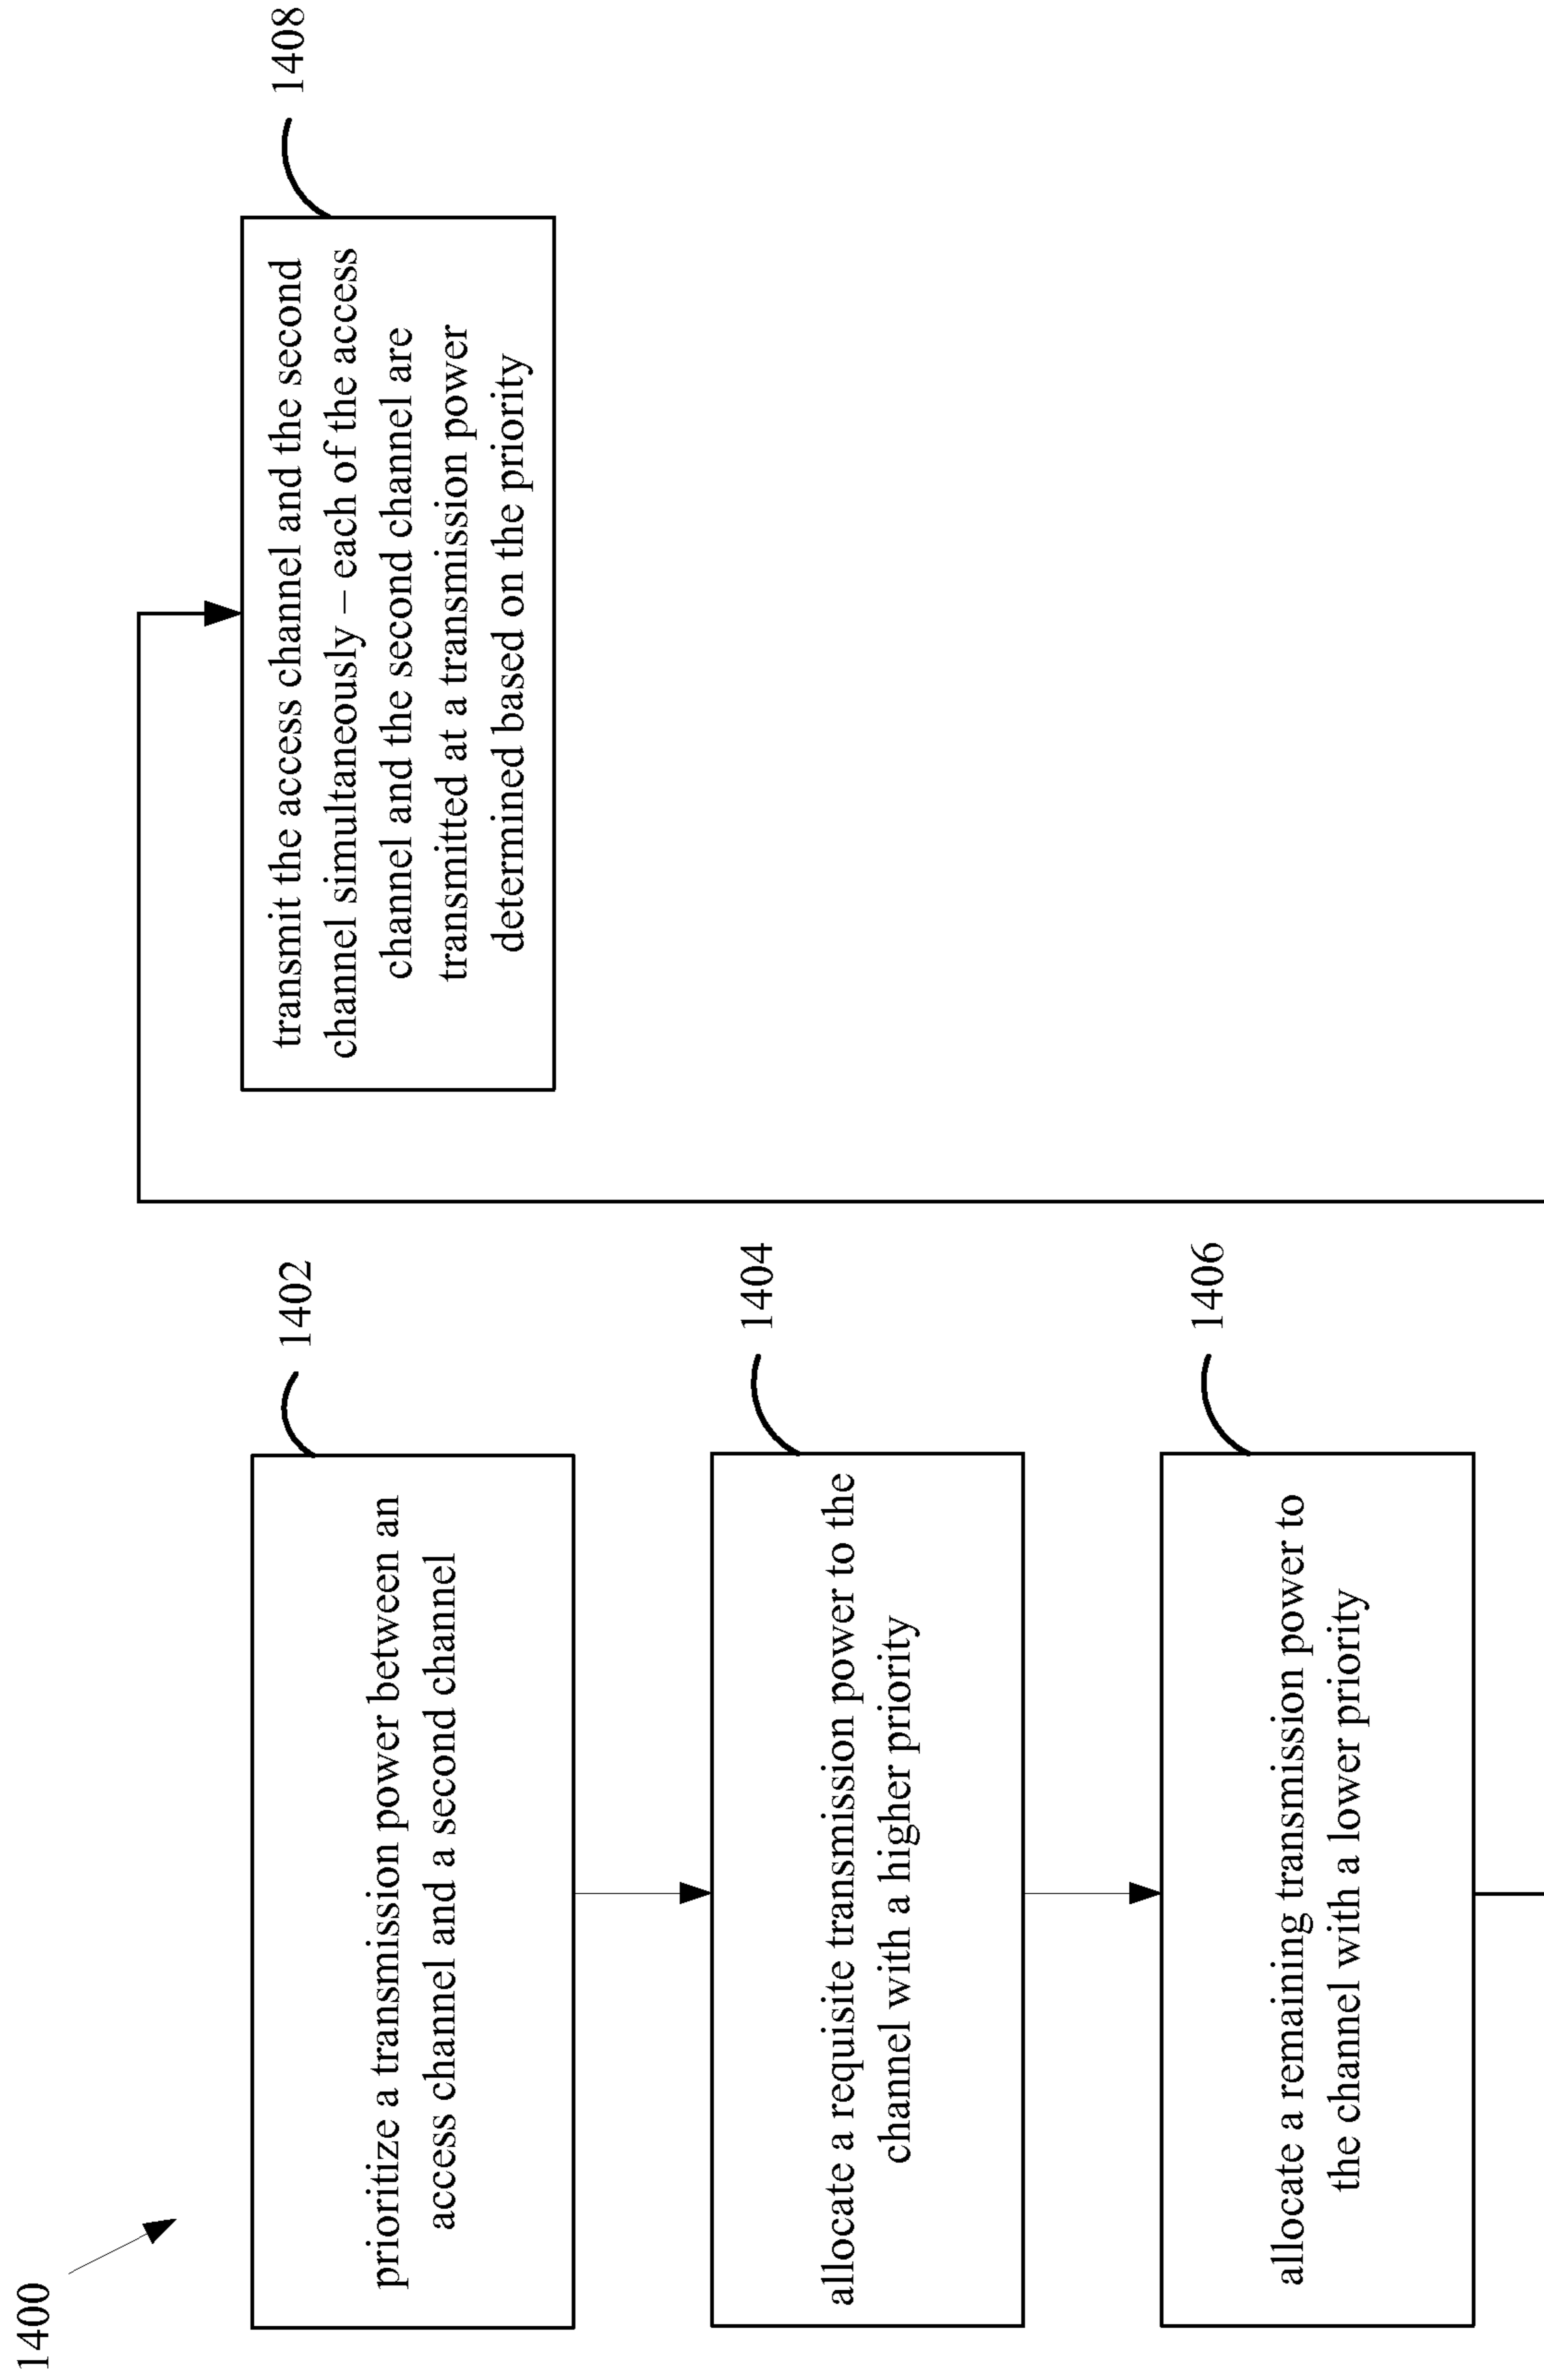 1400
prioritize a transmission power between an
access channel and a second channel
1402
allocate a requisite transmission power to the
channel with a higher priority
1404
allocate a remaining transmission power to
the channel with a lower priority
1406
transmit the access channel and the second
channel simultaneously – each of the access
channel and the second channel are
transmitted at a transmission power
determined based on the priority
1408